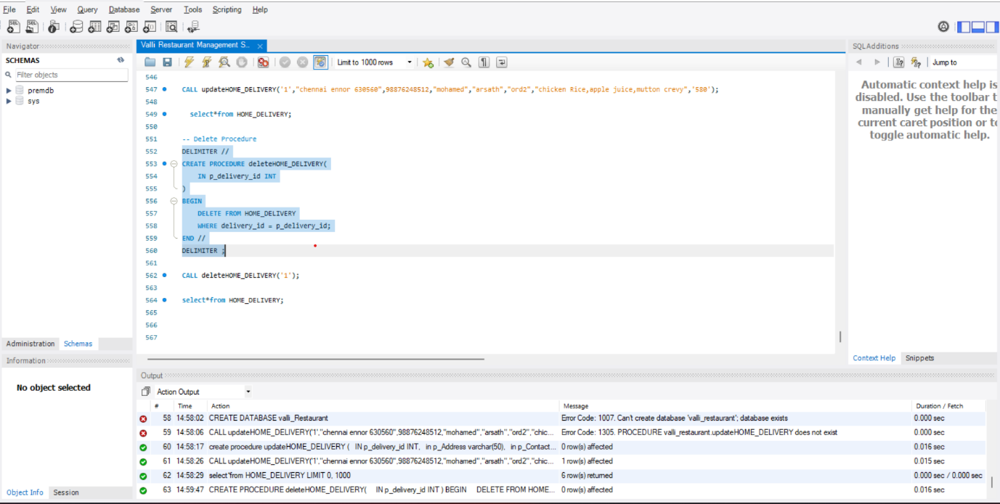 File Edit View Query Database Server Tools Scripting Help
Navigator
SCHEMAS
Filter objects
premdb
sys
Administration Schemas
Information
No object selected
Object Info Session
Valli Restaurant Management S..
Limit to 1000 rows
546
547 CALL updateHOME_DELIVERY('1',"chennai ennor 630560",98876248512,"mohamed","arsath","ord2","chicken Rice,apple juice,mutton crevy",'580');
548
549 select*from HOME_DELIVERY;
550
551 -- Delete Procedure
552 DELIMITER //
553 CREATE PROCEDURE deleteHOME_DELIVERY(
554 IN p_delivery_id INT
555 )
556 BEGIN
557 DELETE FROM HOME_DELIVERY
558 WHERE delivery_id = p_delivery_id;
559 END //
560 DELIMITER ;
561
562 CALL deleteHOME_DELIVERY('1');
563
564 select*from HOME_DELIVERY;
565
566
567
SQLAdditions
Jump to
Automatic context help is
disabled. Use the toolbar t
manually get help for the
current caret position or to
toggle automatic help.
Context Help Snippets
Output
Action Output
# Time Action Message Duration / Fetch
58 14:58:02 CREATE DATABASE valli_Restaurant Error Code: 1007. Can't create database 'valli_restaurant'; database exists 0.000 sec
59 14:58:06 CALL updateHOME_DELIVERY('1',"chennai ennor 630560",98876248512,"mohamed","arsath","ord2","chic... Error Code: 1305. PROCEDURE valli_restaurant.updateHOME_DELIVERY does not exist 0.016 sec
60 14:58:17 create procedure updateHOME_DELIVERY ( IN p_delivery_id INT, in p_Address varchar(50), in p_Contact... 0 row(s) affected 0.016 sec
61 14:58:26 CALL updateHOME_DELIVERY('1',"chennai ennor 630560",98876248512,"mohamed","arsath","ord2","chic... 1 row(s) affected 0.015 sec
62 14:58:29 select*from HOME_DELIVERY LIMIT 0, 1000 6 row(s) returned 0.000 sec / 0.000 sec
63 14:59:47 CREATE PROCEDURE deleteHOME_DELIVERY( IN p_delivery_id INT ) BEGIN DELETE FROM HOME... 0 row(s) affected 0.016 sec